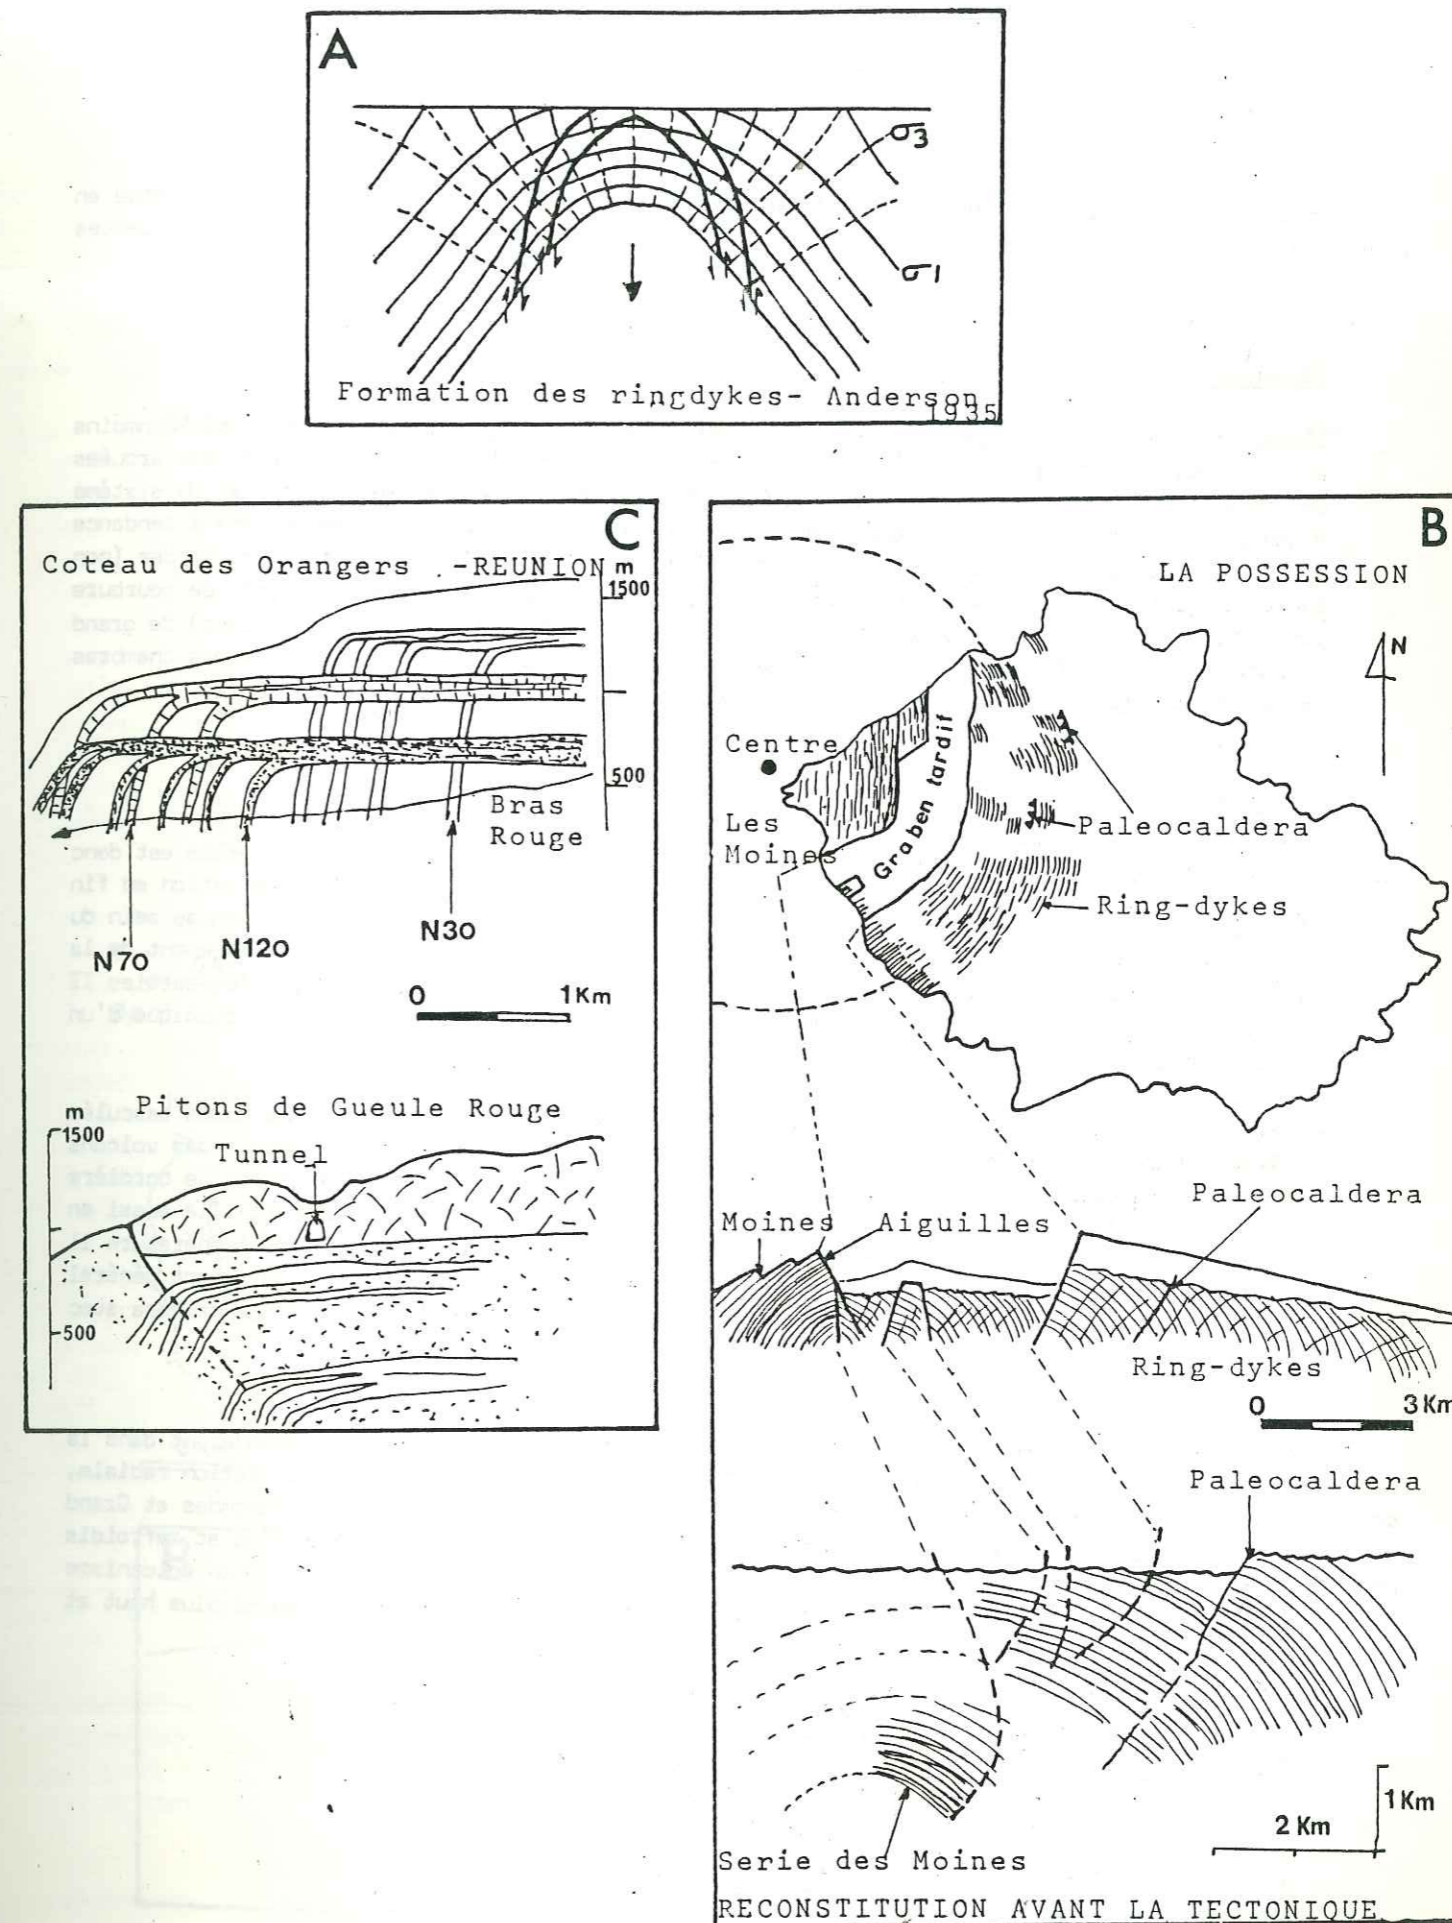 A
σ3
σ1
Formation des ringdykes- Anderson
1935
C
Coteau des Orangers .-REUNION
m
1500
500
Bras
Rouge
N70
N120
N30
0 1Km
Pitons de Gueule Rouge
m
1500
Tunnel
500
B
LA POSSESSION
N
Centre
Graben tardif
Les
Moines
Paleocaldera
Ring-dykes
Paleocaldera
Moines
Aiguilles
Ring-dykes
0 3Km
Paleocaldera
1Km
2 Km
Serie des Moines
RECONSTITUTION AVANT LA TECTONIQUE